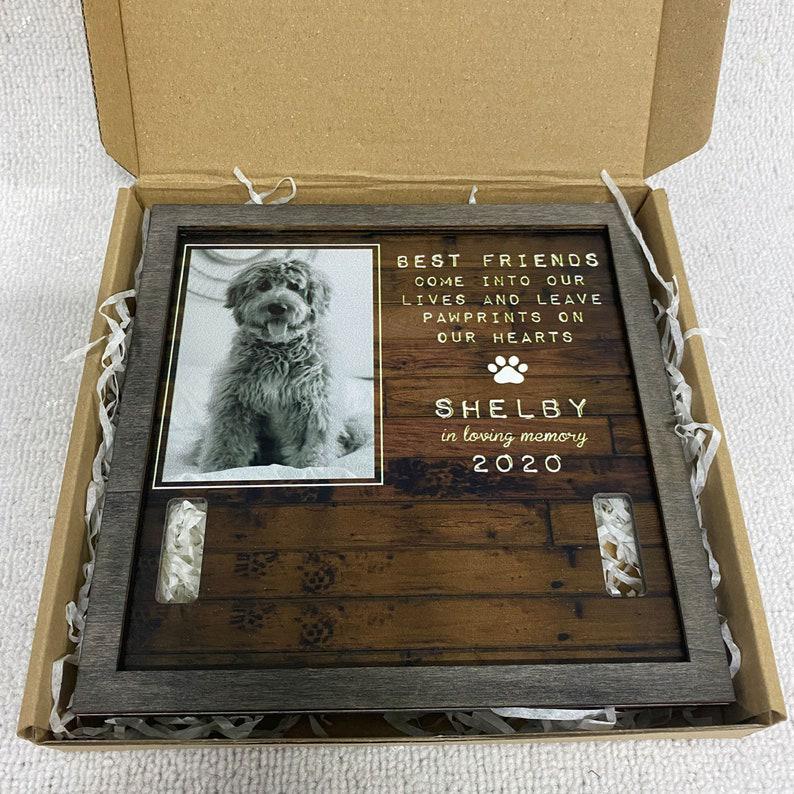 BEST FRIENDS
COME INTO OUR
LIVES AND LEAVE
PAWPRINTS ON
OUR HEARTS
SHELBY
in loving memory
2020